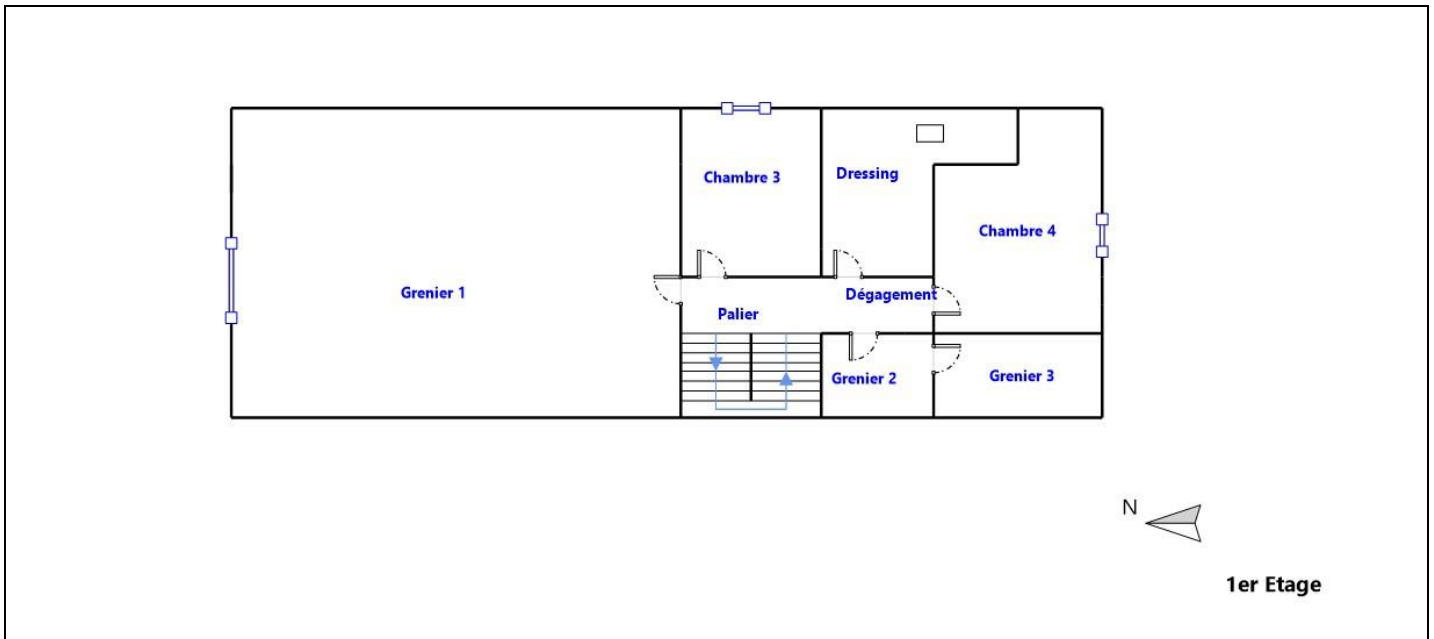 Chambre 3
Dressing
Chambre 4
Grenier 1
Dégagement
Palier
Grenier 2
Grenier 3
N
1er Etage